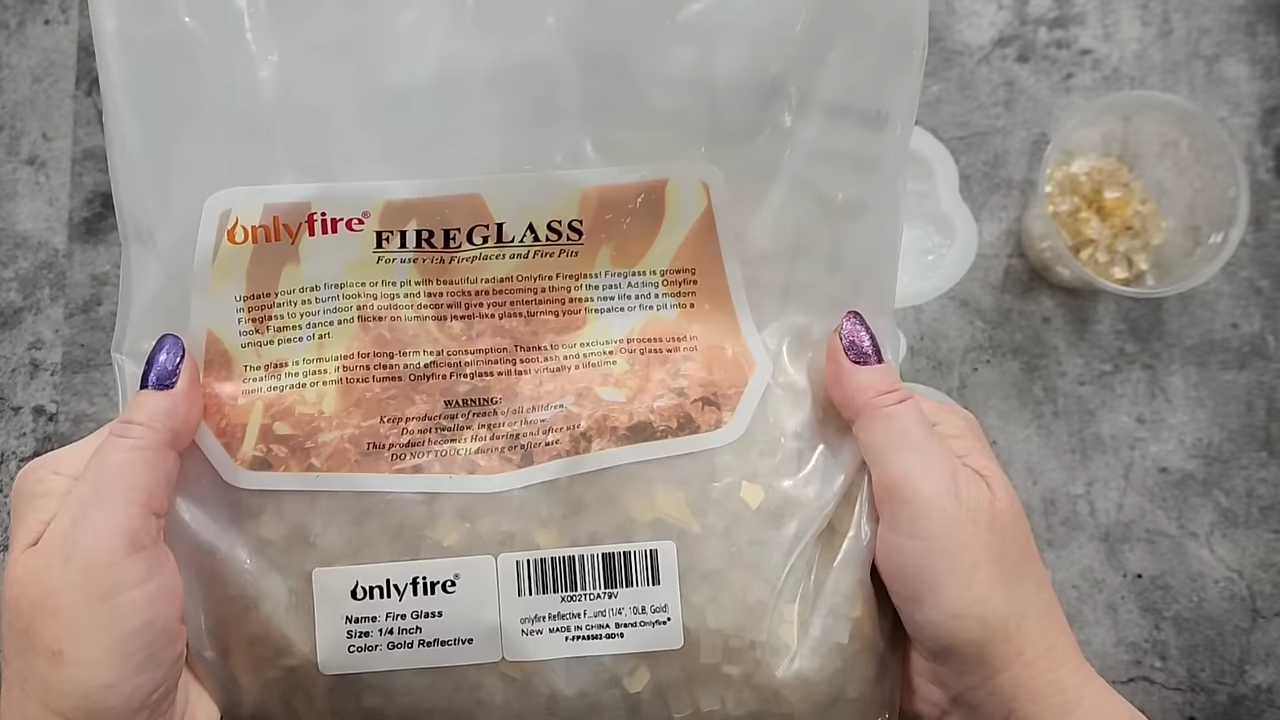 onlyfire®
FIREGLASS
For use with Fireplaces and Fire Pits
Update your drab fireplace or fire pit with beautiful radiant Onlyfire Fireglass! Fireglass is growing
in popularity as burnt looking logs and lava rocks are becoming a thing of the past. Adding Onlyfire
Fireglass to your indoor and outdoor decor will give your entertaining areas new life and a modern
look. Flames dance and flicker on luminous jewel-like glass,turning your firepalce or fire pit into a
unique piece of art.
The glass is formulated for long-term heat consumption. Thanks to our exclusive process used in
creating the glass, it burns clean and efficient eliminating soot,ash and smoke. Our glass will not
melt,degrade or emit toxic fumes. Onlyfire Fireglass will last virtually a lifetime
WARNING:
Keep product out of reach of all children.
Do not swallow, ingest or throw.
This product becomes Hot during and after use.
DO NOT TOUCH during or after use.
onlyfire®
Name: Fire Glass
Size: 1/4 Inch
Color: Gold Reflective
X002TDA79V
onlyfire Reflective F...und (1/4", 10LB, Gold)
New MADE IN CHINA Brand:Onlyfire®
F-FPA9502-GD10